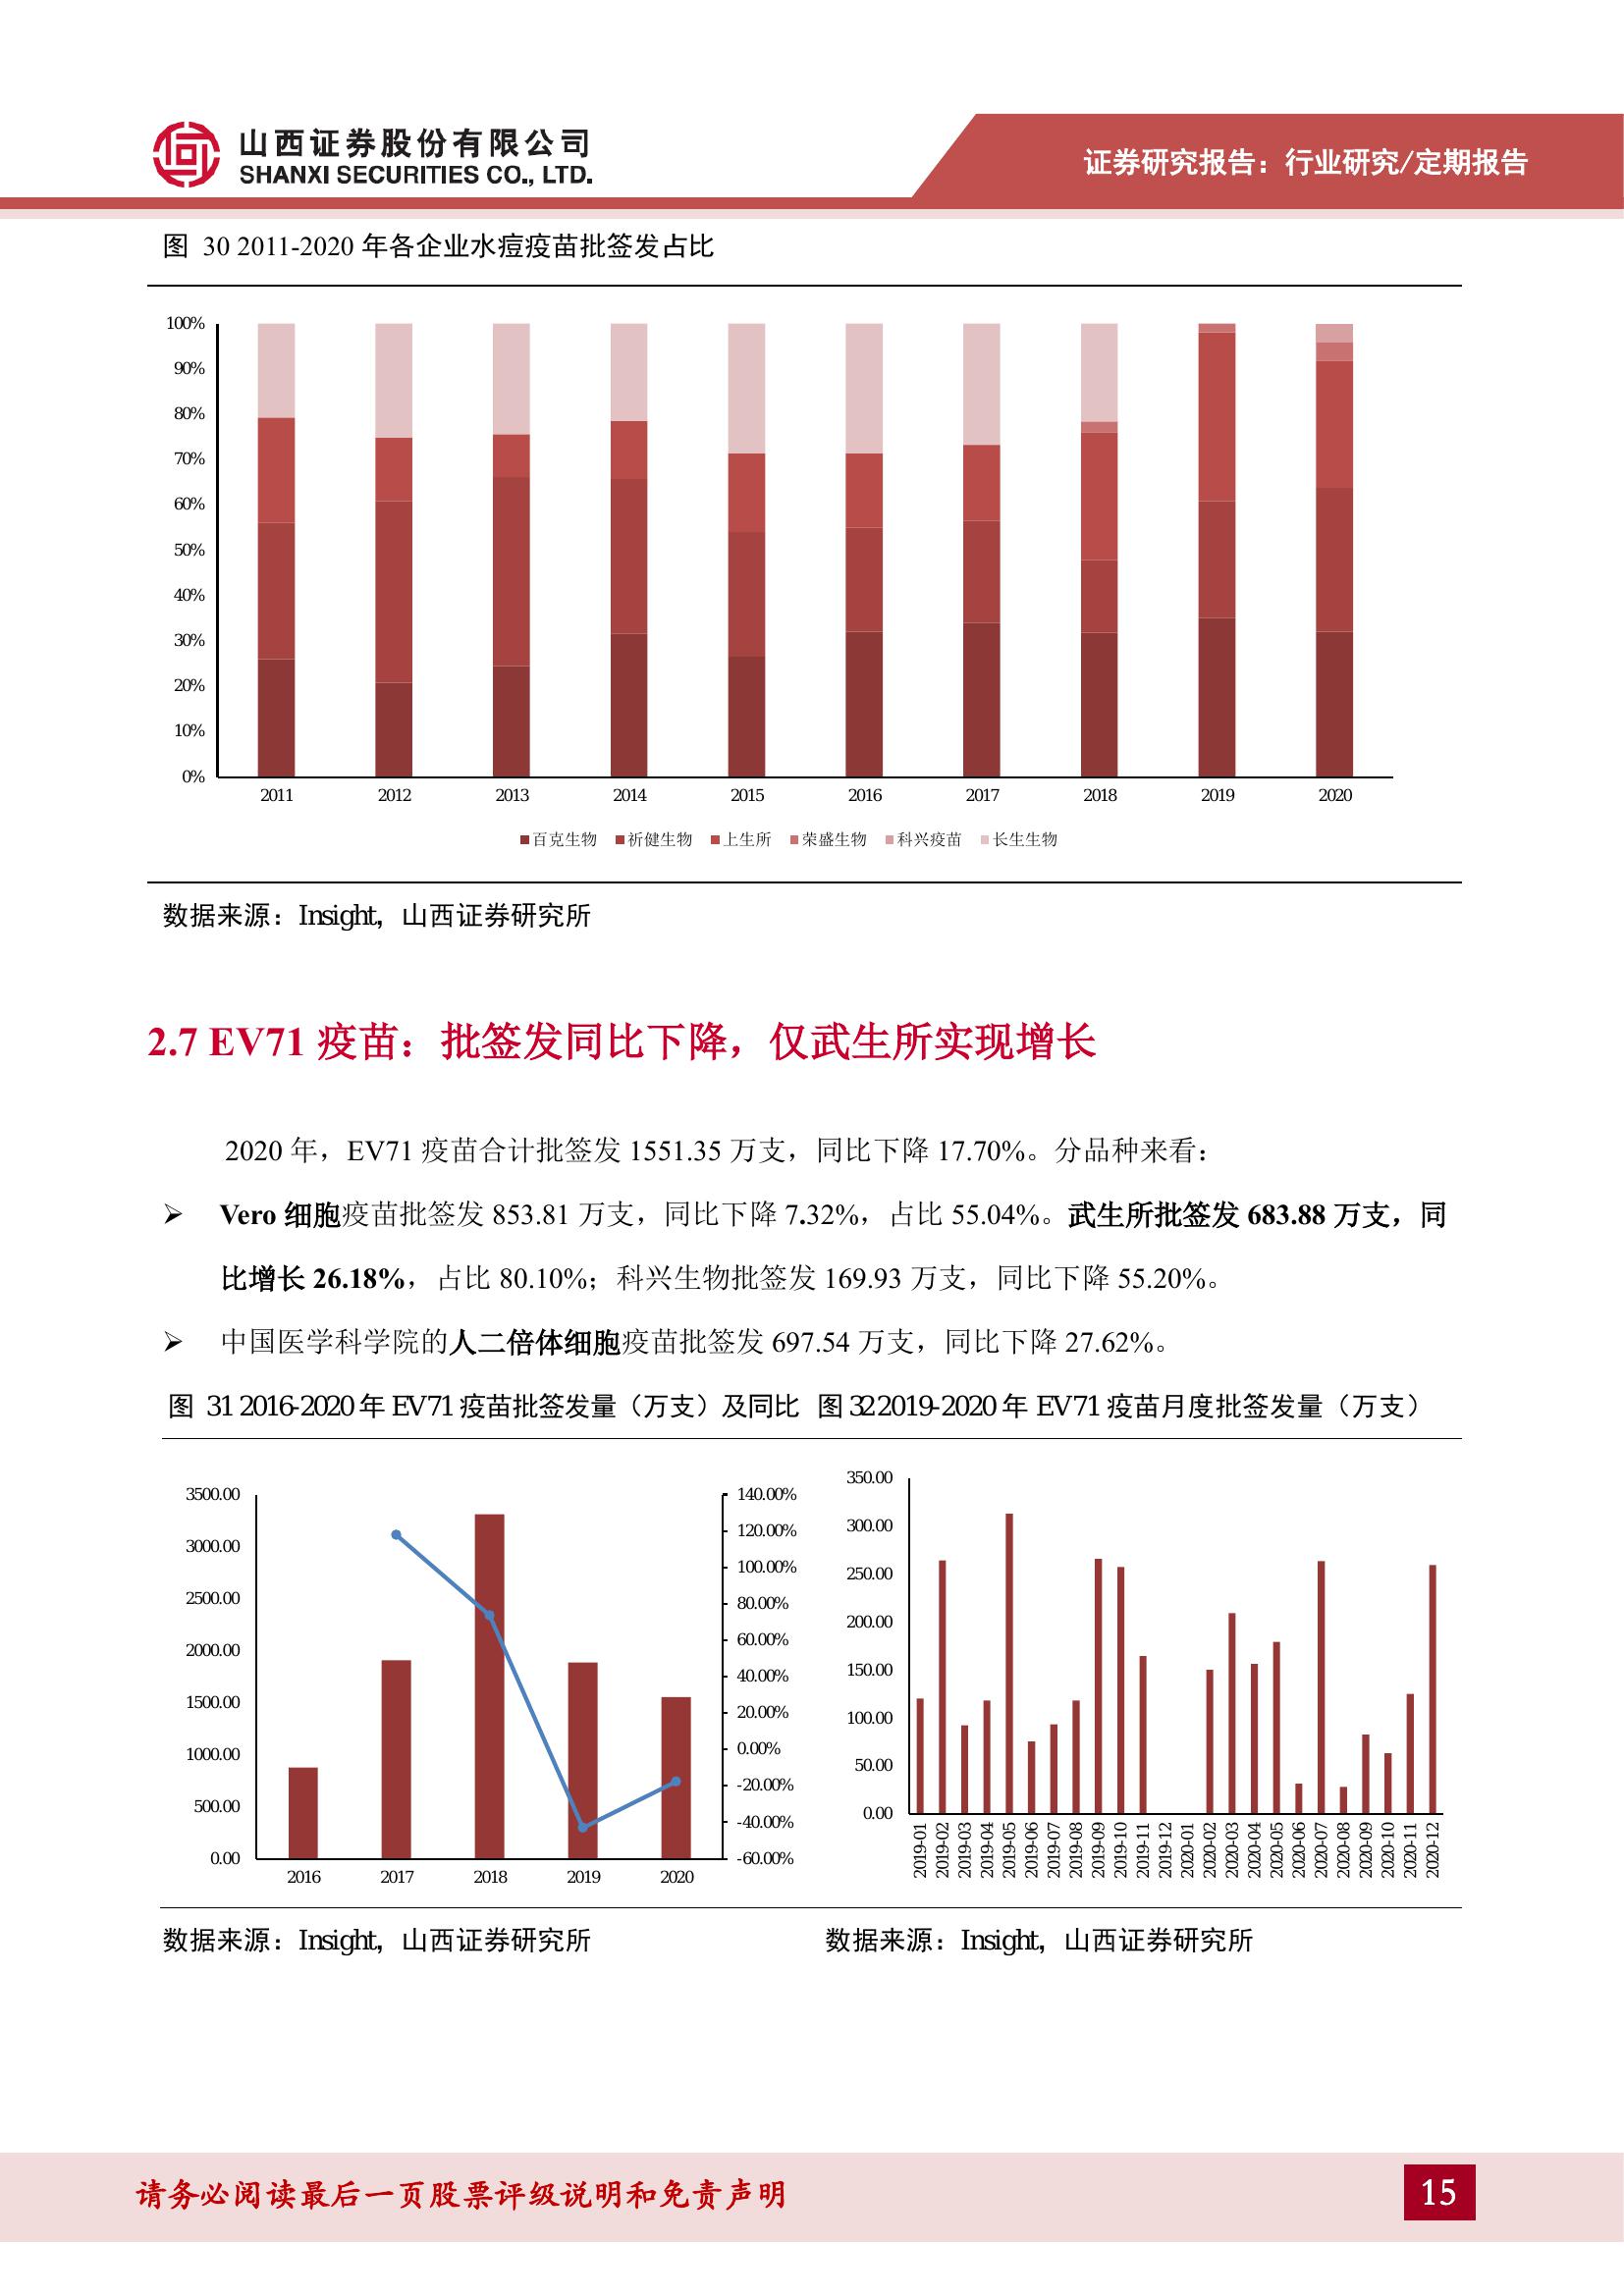 山西证券股份有限公司
SHANXI SECURITIES CO., LTD.
证券研究报告：行业研究/定期报告
图 30 2011-2020 年各企业水痘疫苗批签发占比
100%
90%
80%
70%
60%
50%
40%
30%
20%
10%
0%
2011 2012 2013 2014 2015 2016 2017 2018 2019 2020
百克生物 祈健生物 上生所 荣盛生物 科兴疫苗 长生生物
数据来源：Insight，山西证券研究所
2.7 EV71 疫苗：批签发同比下降，仅武生所实现增长
2020 年，EV71 疫苗合计批签发 1551.35 万支，同比下降 17.70%。分品种来看：
➢ Vero 细胞疫苗批签发 853.81 万支，同比下降 7.32%，占比 55.04%。武生所批签发 683.88 万支，同
比增长 26.18%，占比 80.10%；科兴生物批签发 169.93 万支，同比下降 55.20%。
➢ 中国医学科学院的人二倍体细胞疫苗批签发 697.54 万支，同比下降 27.62%。
图 31 2016-2020 年 EV71 疫苗批签发量（万支）及同比
3500.00
3000.00
2500.00
2000.00
1500.00
1000.00
500.00
0.00
140.00%
120.00%
100.00%
80.00%
60.00%
40.00%
20.00%
0.00%
-20.00%
-40.00%
-60.00%
2016 2017 2018 2019 2020
数据来源：Insight，山西证券研究所
图 32 2019-2020 年 EV71 疫苗月度批签发量（万支）
350.00
300.00
250.00
200.00
150.00
100.00
50.00
0.00
2019-01 2019-02 2019-03 2019-04 2019-05 2019-06 2019-07 2019-08 2019-09 2019-10 2019-11 2019-12 2020-01 2020-02 2020-03 2020-04 2020-05 2020-06 2020-07 2020-08 2020-09 2020-10 2020-11 2020-12
数据来源：Insight，山西证券研究所
请务必阅读最后一页股票评级说明和免责声明
15